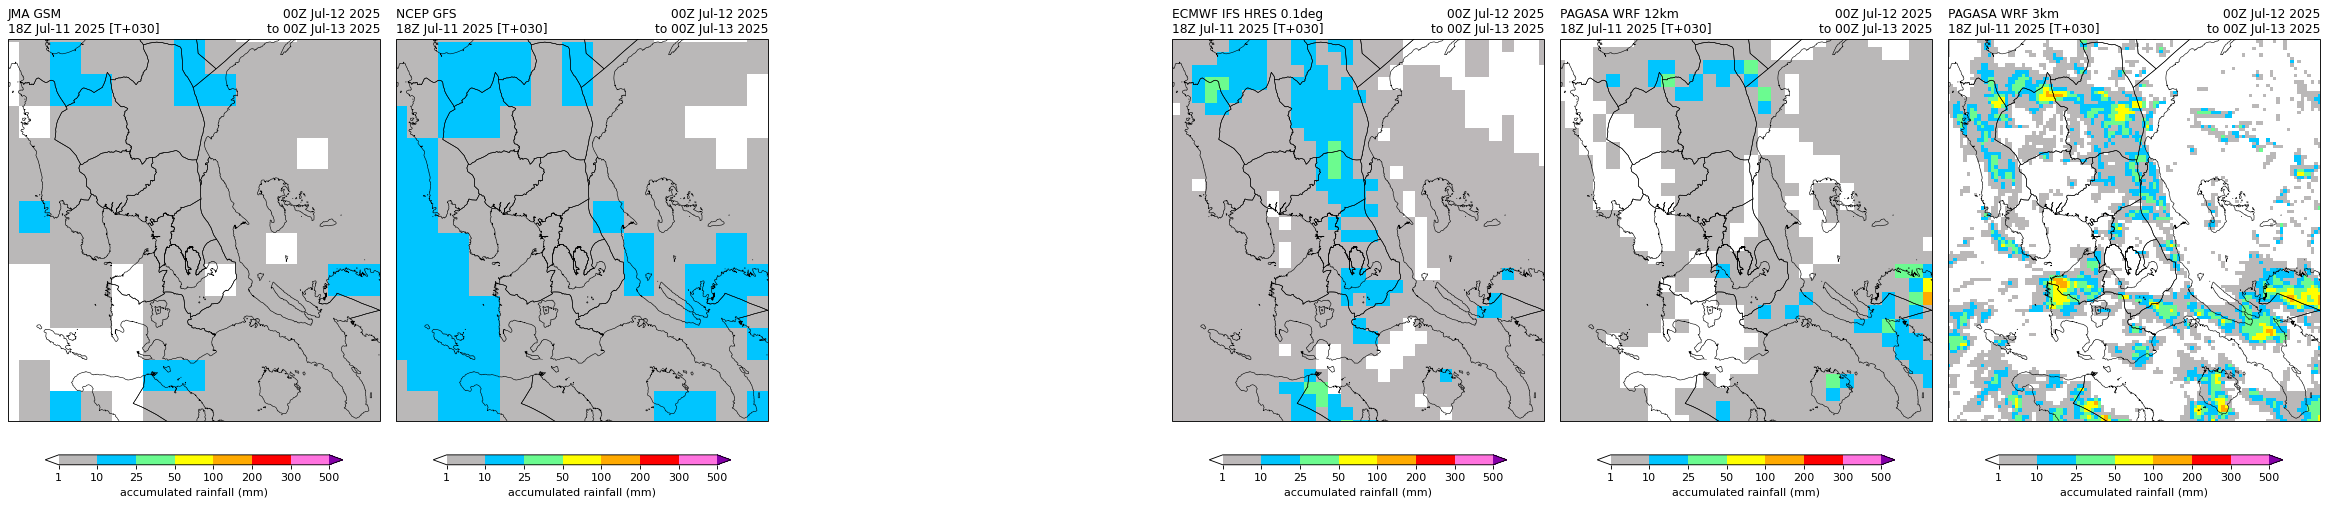 JMA GSM 00Z Jul-12 2025
18Z Jul-11 2025 [T+030] to 00Z Jul-13 2025
1 10 25 50 100 200 300 500
accumulated rainfall (mm)
NCEP GFS 00Z Jul-12 2025
18Z Jul-11 2025 [T+030] to 00Z Jul-13 2025
1 10 25 50 100 200 300 500
accumulated rainfall (mm)
ECMWF IFS HRES 0.1deg 00Z Jul-12 2025
18Z Jul-11 2025 [T+030] to 00Z Jul-13 2025
1 10 25 50 100 200 300 500
accumulated rainfall (mm)
PAGASA WRF 12km 00Z Jul-12 2025
18Z Jul-11 2025 [T+030] to 00Z Jul-13 2025
1 10 25 50 100 200 300 500
accumulated rainfall (mm)
PAGASA WRF 3km 00Z Jul-12 2025
18Z Jul-11 2025 [T+030] to 00Z Jul-13 2025
1 10 25 50 100 200 300 500
accumulated rainfall (mm)